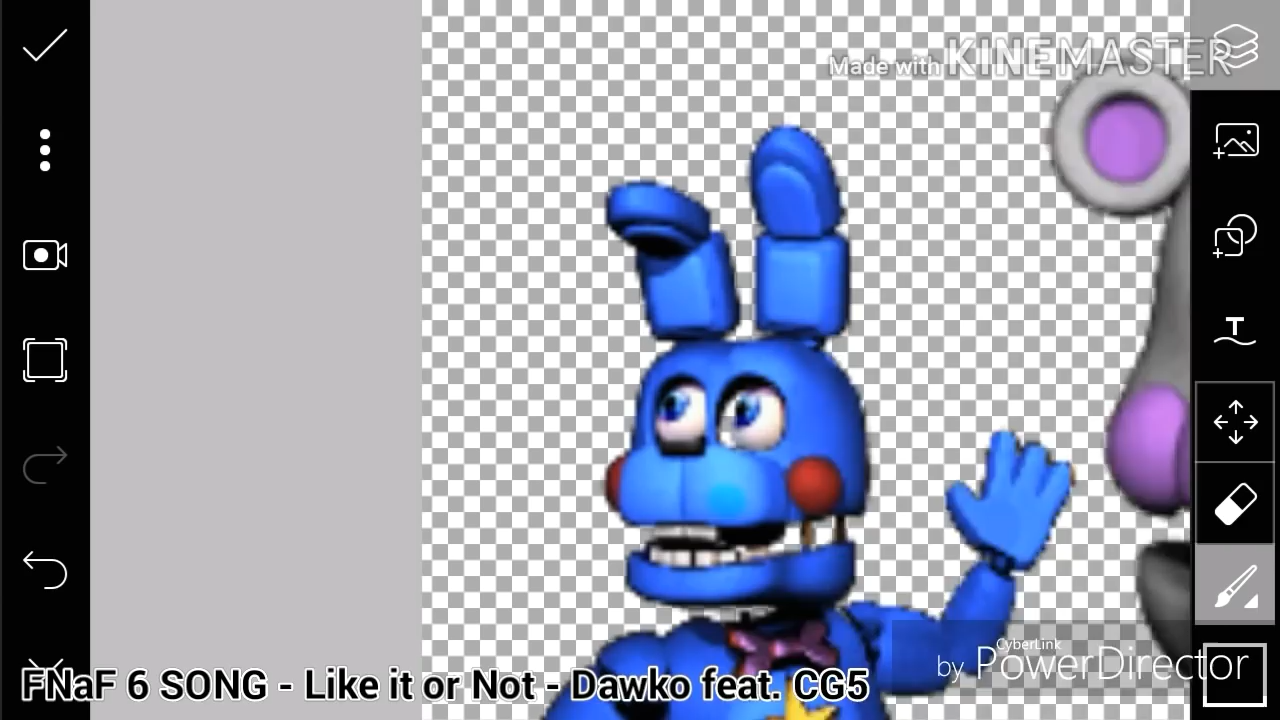 Made with KINEMASTER
CyberLink
by PowerDirector
FNaF 6 SONG - Like it or Not - Dawko feat. CG5